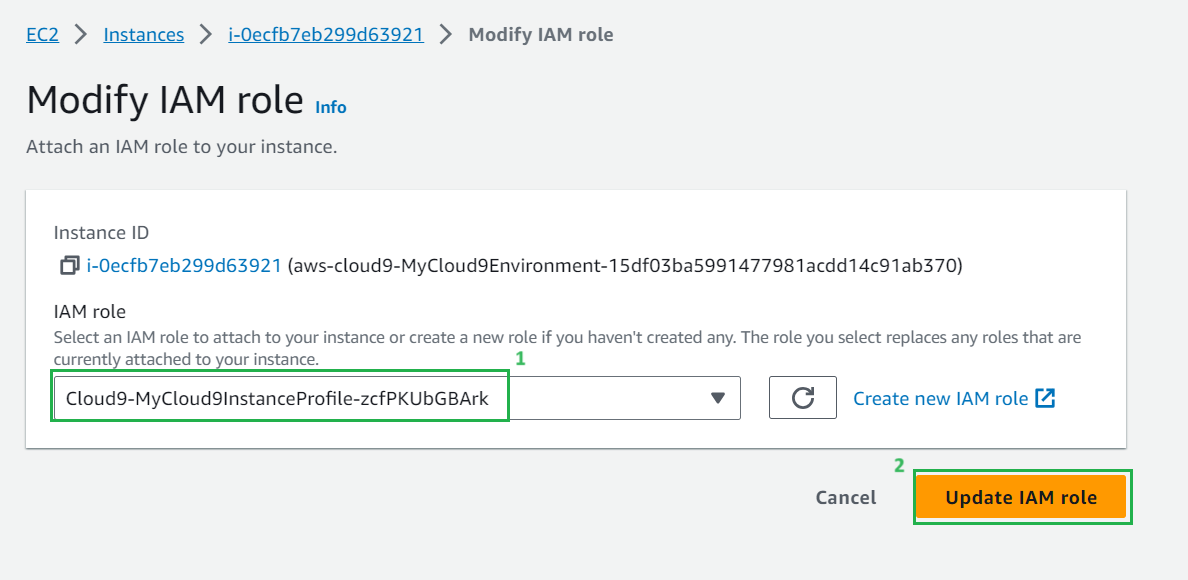 EC2 > Instances > i-0ecfb7eb299d63921 > Modify IAM role
Modify IAM role Info
Attach an IAM role to your instance.
Instance ID
i-0ecfb7eb299d63921 (aws-cloud9-MyCloud9Environment-15df03ba5991477981acdd14c91ab370)
IAM role
Select an IAM role to attach to your instance or create a new role if you haven't created any. The role you select replaces any roles that are
currently attached to your instance.
1
Cloud9-MyCloud9InstanceProfile-zcfPKUbGBArk
Create new IAM role
2
Cancel
Update IAM role